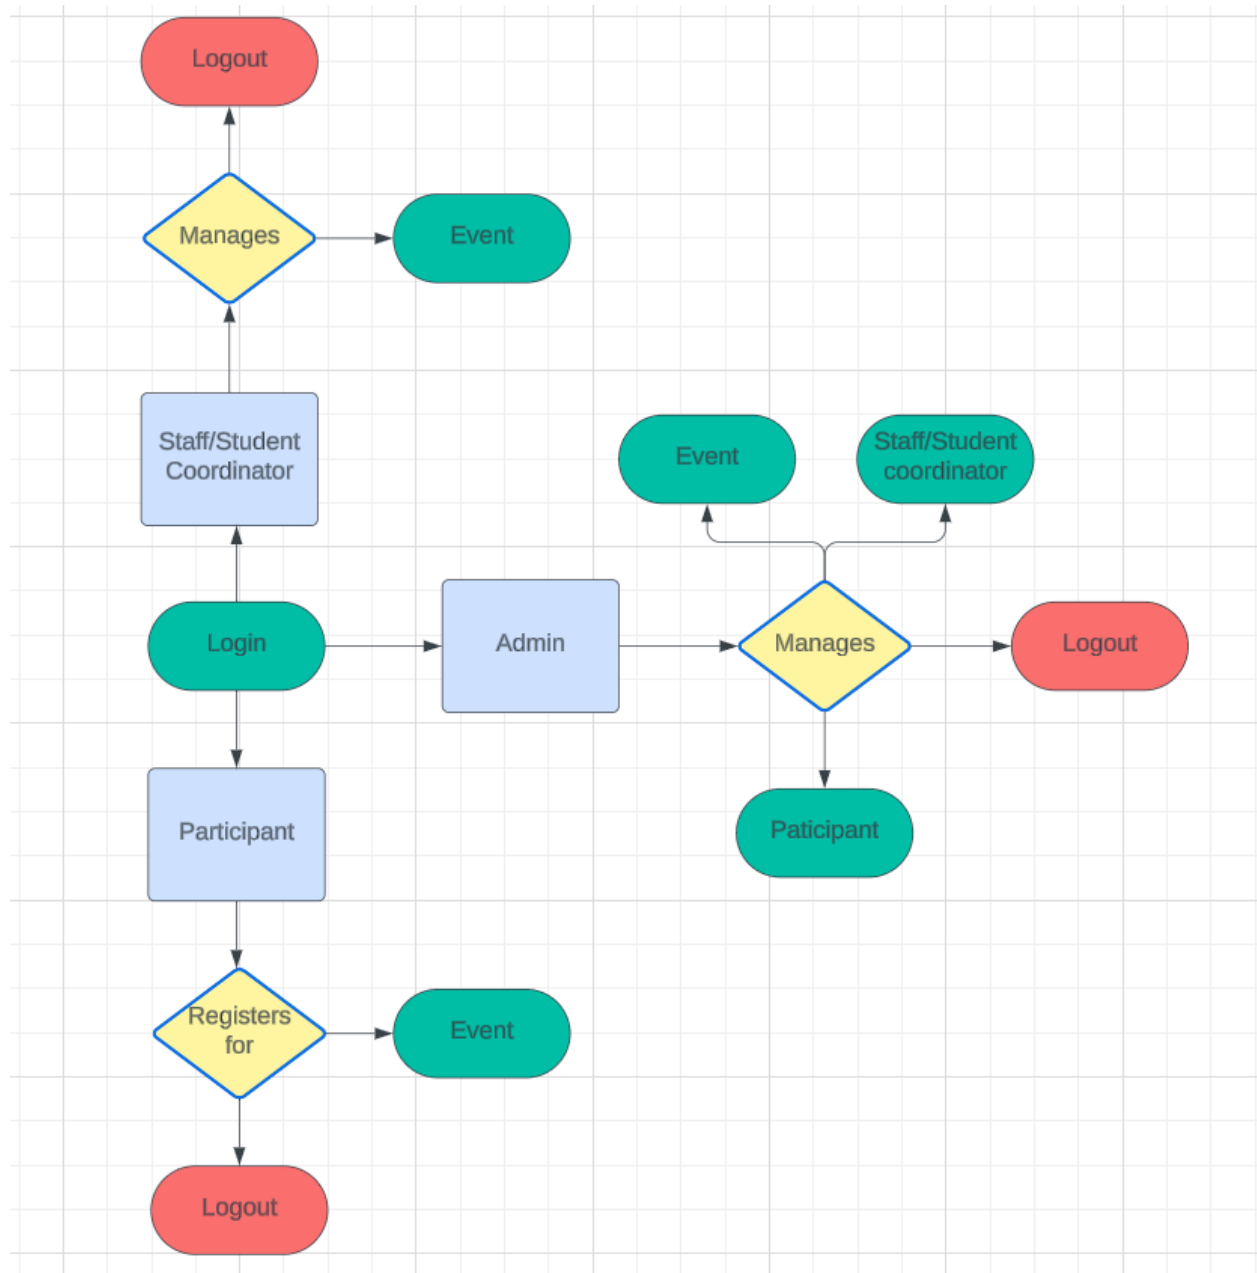 Logout
Manages
Event
Staff/Student
Coordinator
Event
Staff/Student
coordinator
Login
Admin
Manages
Logout
Participant
Paticipant
Registers
for
Event
Logout